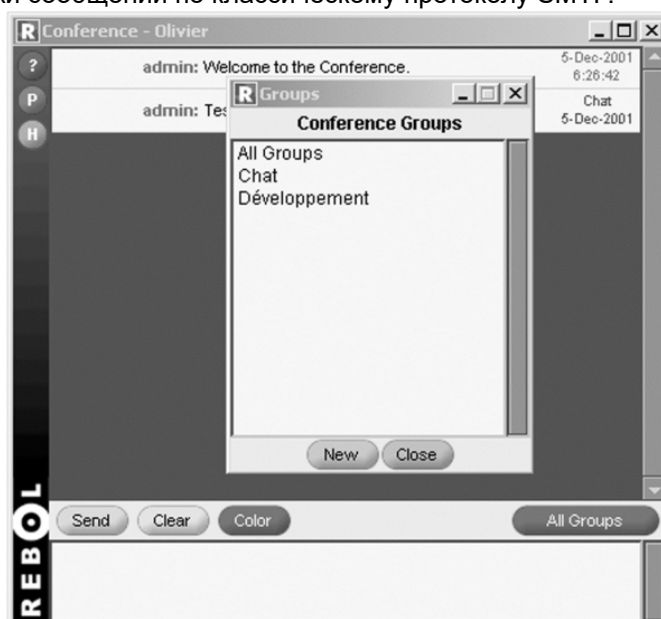 ки сообщений по классическому протоколу SMTP.
R Conference - Olivier
?
P
H
admin: Welcome to the Conference.
5-Dec-2001
6:26:42
admin: Tes
Chat
5-Dec-2001
R Groups
Conference Groups
All Groups
Chat
Développement
New
Close
Send
Clear
Color
All Groups
REBOL